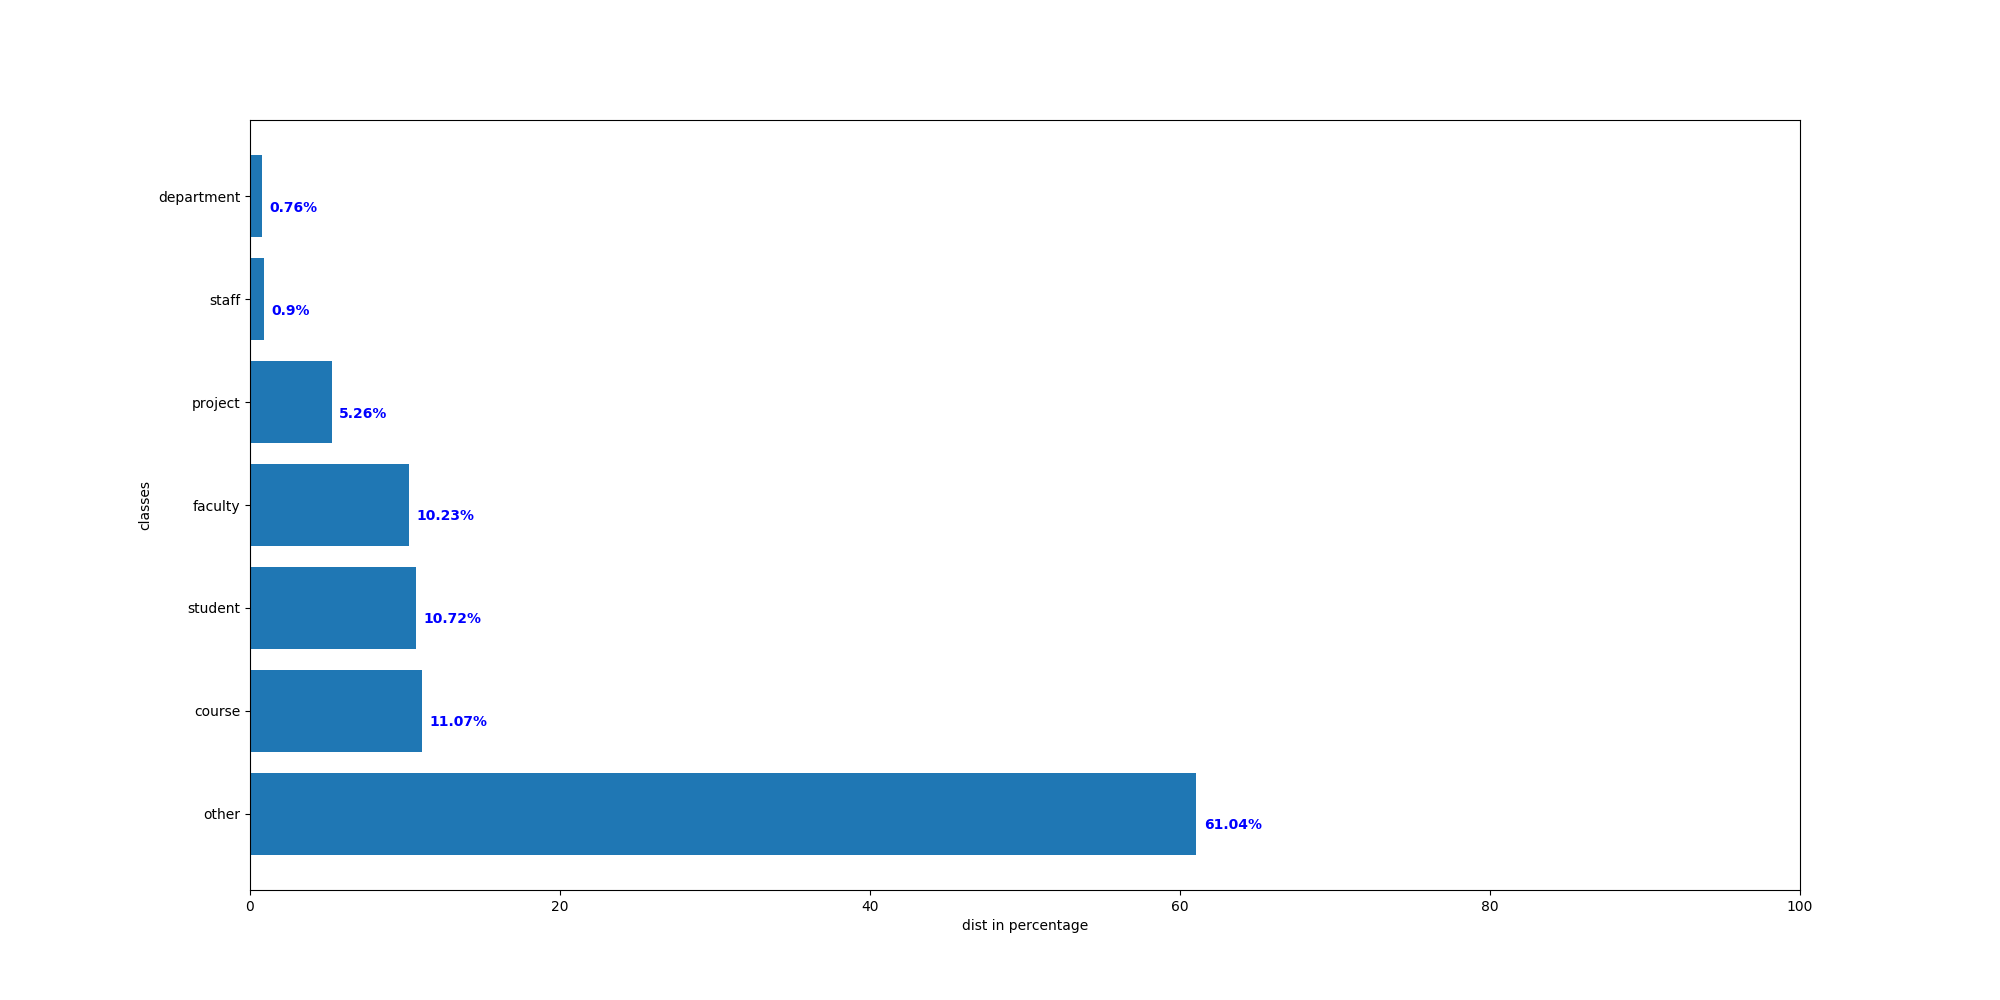 department
0.76%
staff
0.9%
project
5.26%
faculty
10.23%
classes
student
10.72%
course
11.07%
other
61.04%
0 20 40 60 80 100
dist in percentage